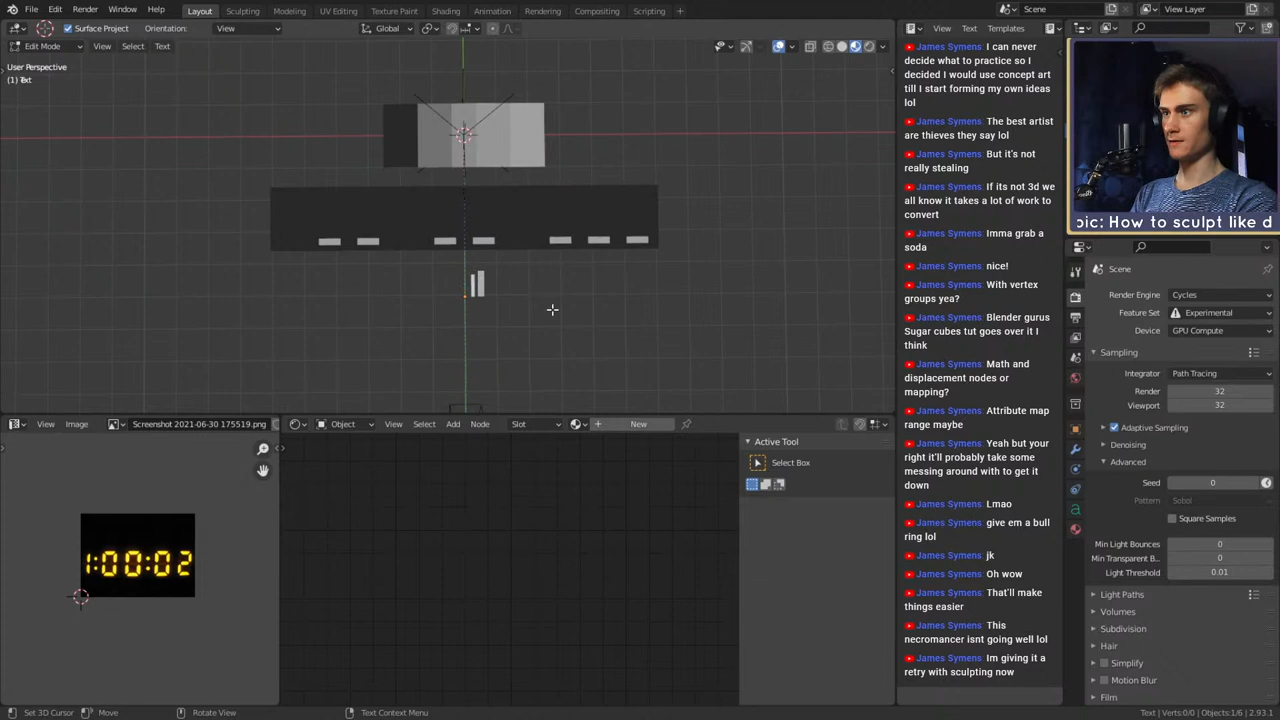 File Edit Render Window Help Layout Sculpting Modeling UV Editing Texture Paint Shading Animation Rendering Compositing Scripting + Scene View Layer
Surface Project Orientation: View Global View Text Templates
Edit Mode View Select Text
User Perspective
(1) Text
James Symens: I can never
decide what to practice so I
decided I would use concept art
till I start forming my own ideas
lol
James Symens: The best artist
are thieves they say lol
James Symens: But it's not
really stealing
James Symens: If its not 3d we
all know it takes a lot of work to
convert
James Symens: Imma grab a
soda
James Symens: nice!
James Symens: With vertex
groups yea?
James Symens: Blender gurus
Sugar cubes tut goes over it I
think
James Symens: Math and
displacement nodes or
mapping?
James Symens: Attribute map
range maybe
James Symens: Yeah but your
right it'll probably take some
messing around with to get it
down
James Symens: Lmao
James Symens: give em a bull
ring lol
James Symens: jk
James Symens: Oh wow
James Symens: That'll make
things easier
James Symens: This
necromancer isnt going well lol
James Symens: Im giving it a
retry with sculpting now
pic: How to sculpt like d
Scene
Render Engine Cycles
Feature Set Experimental
Device GPU Compute
Sampling
Integrator Path Tracing
Render 32
Viewport 32
Adaptive Sampling
Denoising
Advanced
Seed 0
Pattern Sobol
Square Samples
Min Light Bounces 0
Min Transparent B... 0
Light Threshold 0.01
Light Paths
Volumes
Subdivision
Hair
Simplify
Motion Blur
Film
View Image Screenshot 2021-06-30 175519.png Object View Select Add Node Slot New
Active Tool
Select Box
1:00:02
Set 3D Cursor Move Rotate View Text Context Menu Text | Verts:0/0 | Objects:1/6 | 2.93.1